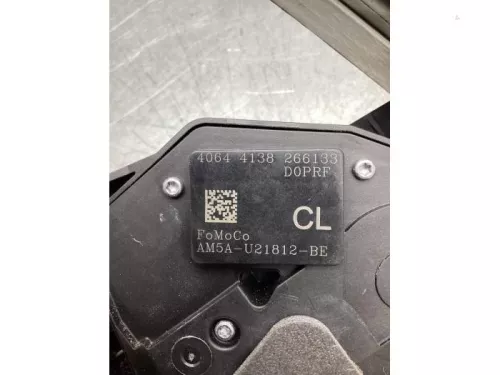 4064 4138 266133
D0PRF
CL
FoMoCo
AM5A-U21812-BE